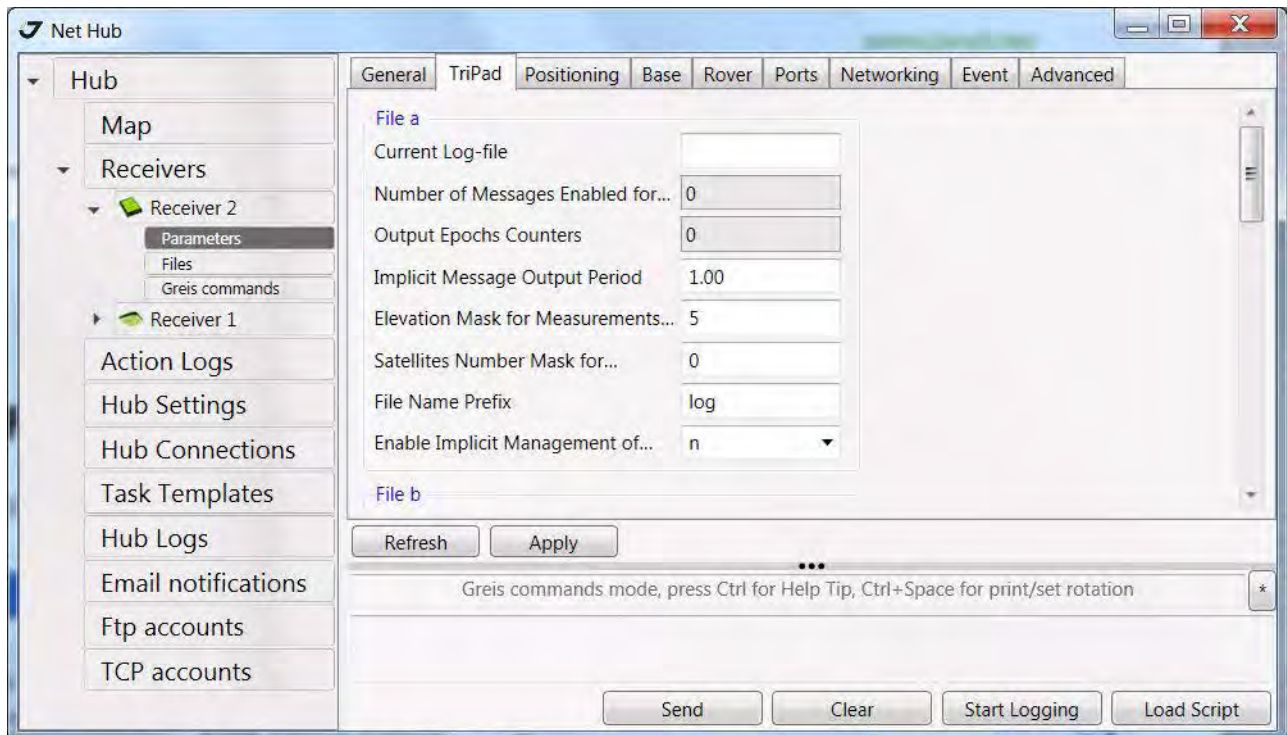 Net Hub
Hub
Map
Receivers
Receiver 2
Parameters
Files
Greis commands
Receiver 1
Action Logs
Hub Settings
Hub Connections
Task Templates
Hub Logs
Email notifications
Ftp accounts
TCP accounts
General TriPad Positioning Base Rover Ports Networking Event Advanced
File a
Current Log-file
Number of Messages Enabled for... 0
Output Epochs Counters 0
Implicit Message Output Period 1.00
Elevation Mask for Measurements... 5
Satellites Number Mask for... 0
File Name Prefix log
Enable Implicit Management of... n
File b
Refresh Apply
Greis commands mode, press Ctrl for Help Tip, Ctrl+Space for print/set rotation *
Send Clear Start Logging Load Script